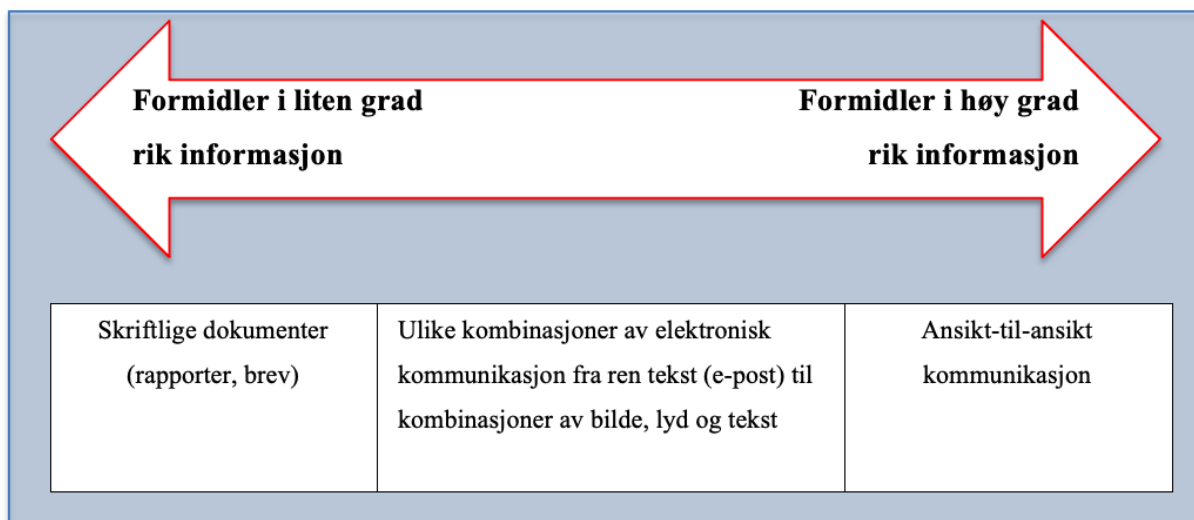 Formidler i liten grad
rik informasjon
Formidler i høy grad
rik informasjon
Skriftlige dokumenter
(rapporter, brev)
Ulike kombinasjoner av elektronisk
kommunikasjon fra ren tekst (e-post) til
kombinasjoner av bilde, lyd og tekst
Ansikt-til-ansikt
kommunikasjon